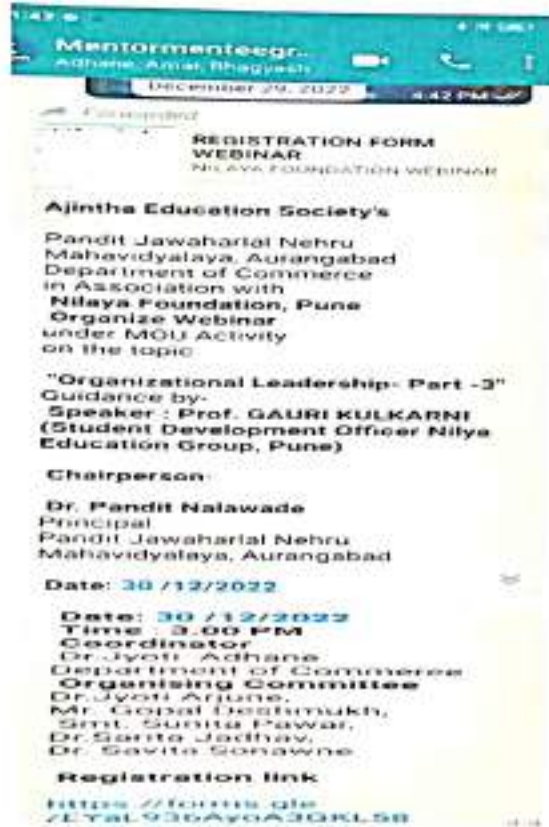 1:43
Mentormenteegr..
Adhane, Amar, Bhagyash
December 29, 2022
4:42 PM
Forwarded
REGISTRATION FORM
WEBINAR
NILAYA FOUNDATION WEBINAR
Ajintha Education Society's
Pandit Jawaharlal Nehru
Mahavidyalaya, Aurangabad
Department of Commerce
in Association with
Nilaya Foundation, Pune
Organize Webinar
under MOU Activity
on the topic
"Organizational Leadership- Part -3"
Guidance by-
Speaker : Prof. GAURI KULKARNI
(Student Development Officer Nilya
Education Group, Pune)
Chairperson-
Dr. Pandit Nalawade
Principal
Pandit Jawaharlal Nehru
Mahavidyalaya, Aurangabad
Date: 30 /12/2022
Date: 30 /12/2022
Time : 3.00 PM
Coordinator
Dr.Jyoti Adhane
Department of Commerce
Organising Committee
Dr.Jyoti Arjune,
Mr. Gopal Deshmukh,
Smt. Sunita Pawar,
Dr.Sarita Jadhav,
Dr. Savita Sonawne
Registration link
https://forms.gle